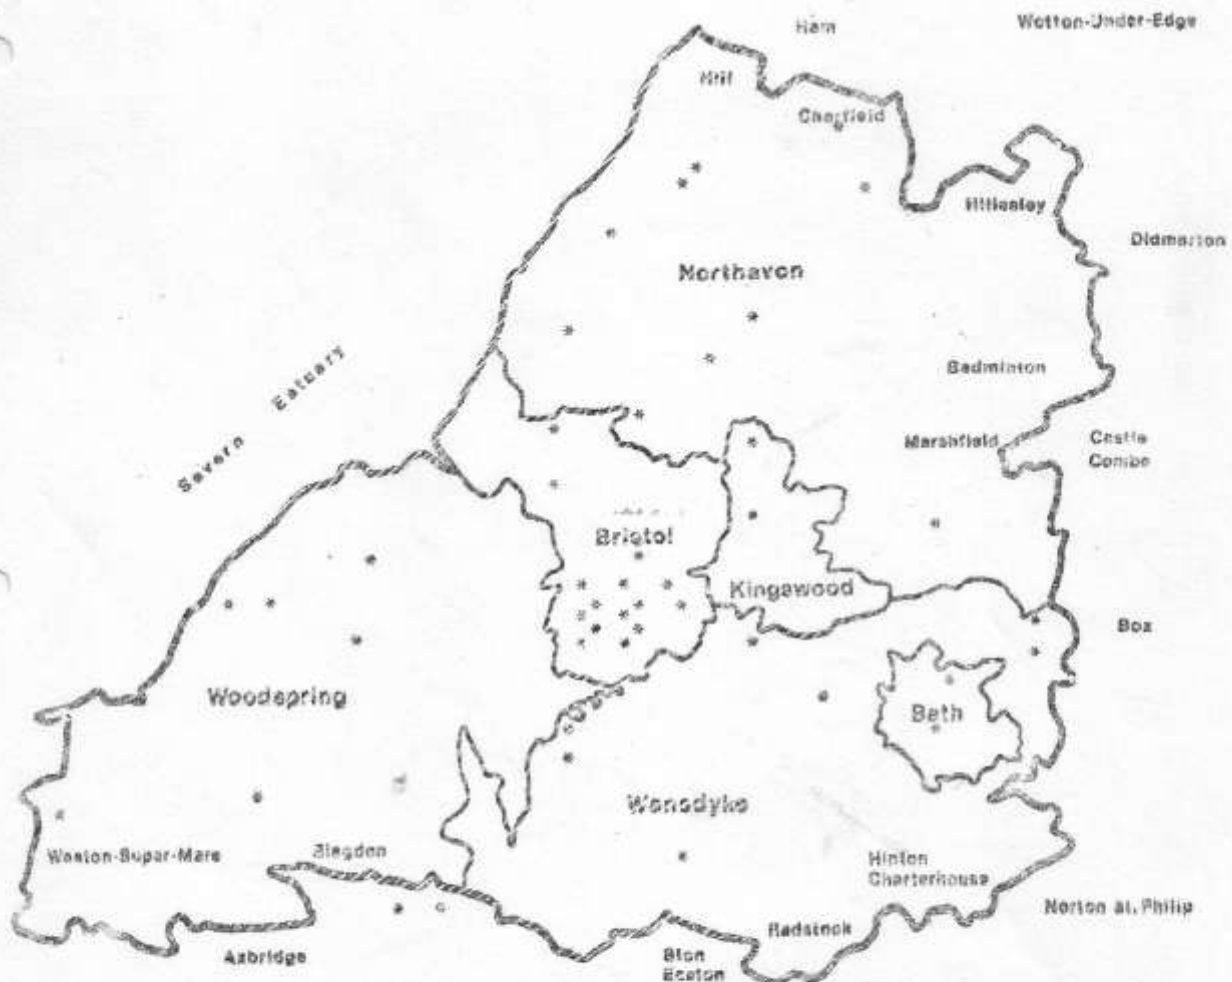 Ham
Wotton-Under-Edge
Hill
Charfield
Hillesley
Didmarton
Northavon
Severn Estuary
Badminton
Marshfield
Castle
Combe
Bristol
Kingswood
Box
Woodspring
Bath
Wansdyke
Weston-Super-Mare
Blagdon
Hinton
Charterhouse
Norton st. Philip
Radstock
Axbridge
Ston
Easton